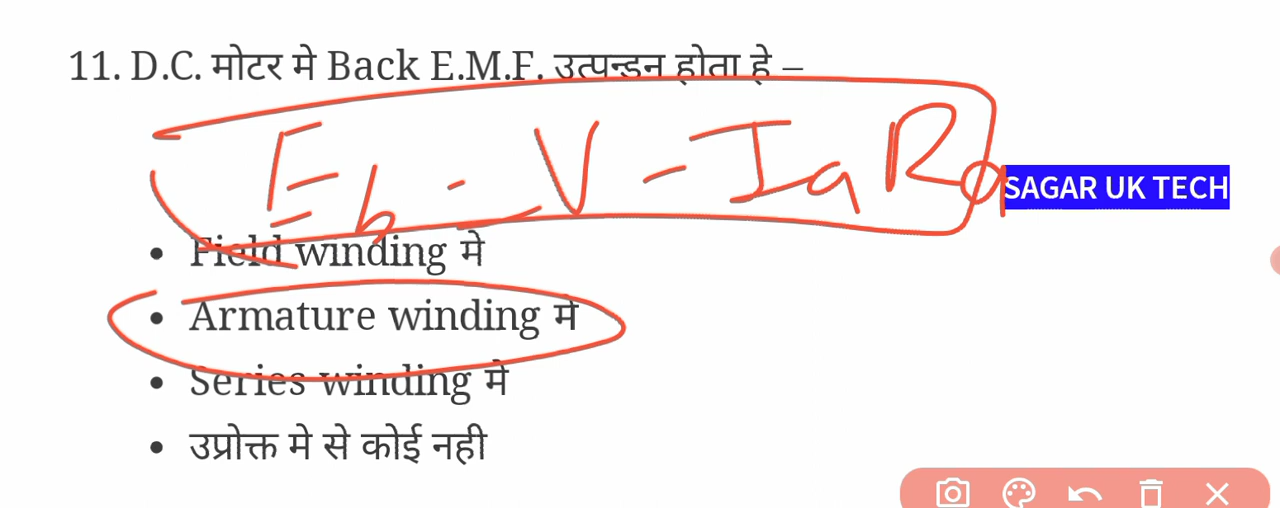 11. D.C. मोटर मे Back E.M.F. उत्पन्डन होता हे –
Eb = V - IaRa
SAGAR UK TECH
• Field winding मे
• Armature winding मे
• Series winding मे
• उप्रोक्त मे से कोई नही